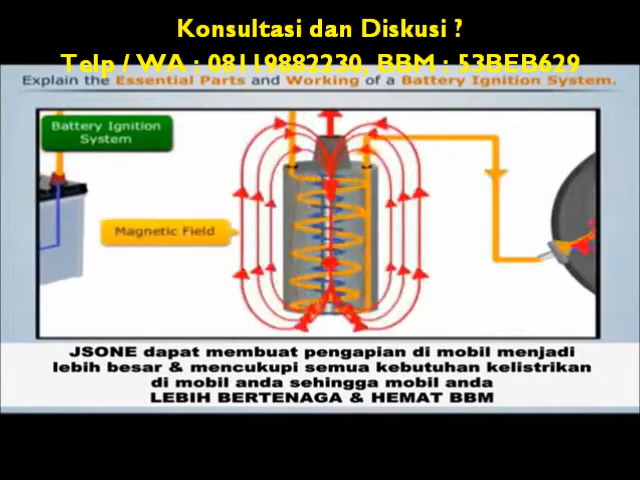 Konsultasi dan Diskusi ?
Telp / WA : 08119882230, BBM : 53BEB629
Explain the Essential Parts and Working of a Battery Ignition System.
Battery Ignition
System
Magnetic Field
JSONE dapat membuat pengapian di mobil menjadi
lebih besar & mencukupi semua kebutuhan kelistrikan
di mobil anda sehingga mobil anda
LEBIH BERTENAGA & HEMAT BBM